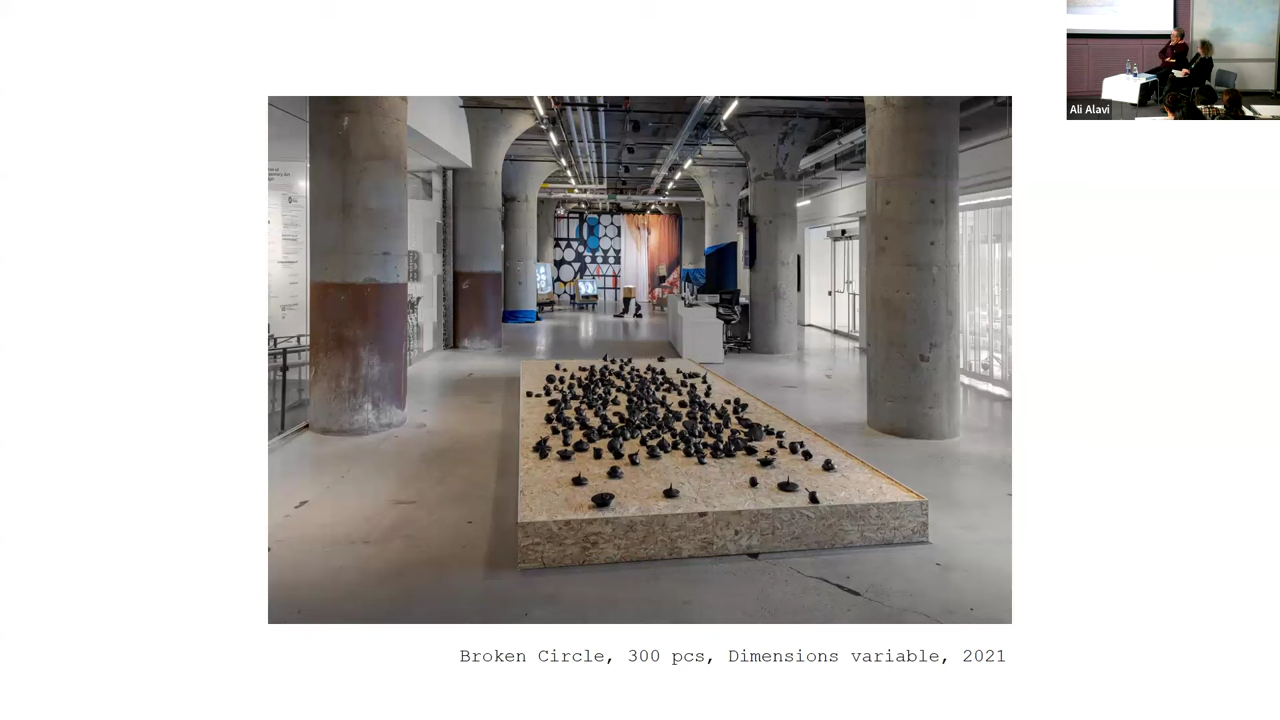 Ali Alavi
Broken Circle, 300 pcs, Dimensions variable, 2021